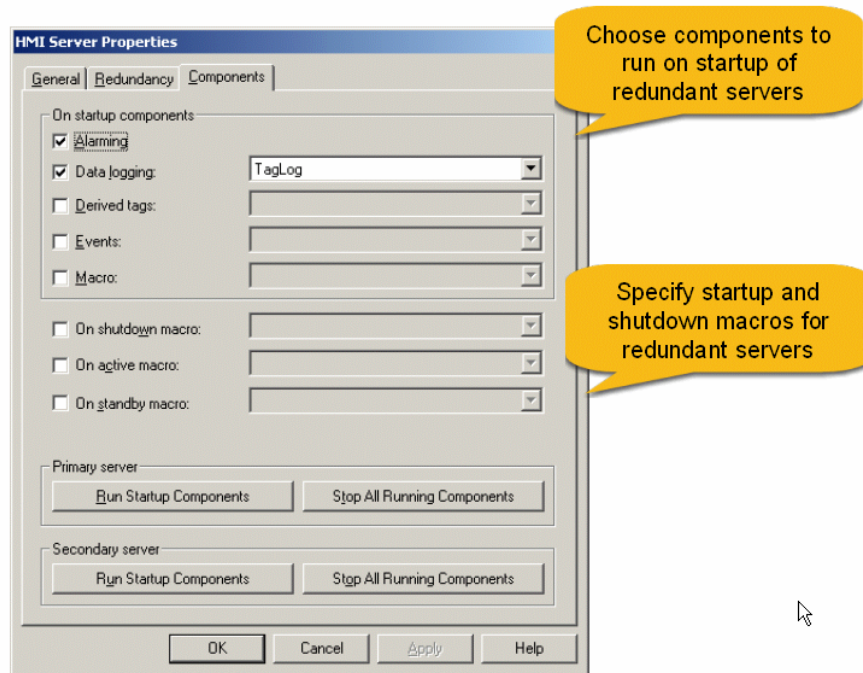 HMI Server Properties
Choose components to
run on startup of
redundant servers
General
Redundancy
Components
On startup components
Alarming
Data logging:
TagLog
Derived tags:
Events:
Macro:
Specify startup and
shutdown macros for
redundant servers
On shutdown macro:
On active macro:
On standby macro:
Primary server
Run Startup Components
Stop All Running Components
Secondary server
Run Startup Components
Stop All Running Components
OK
Cancel
Apply
Help